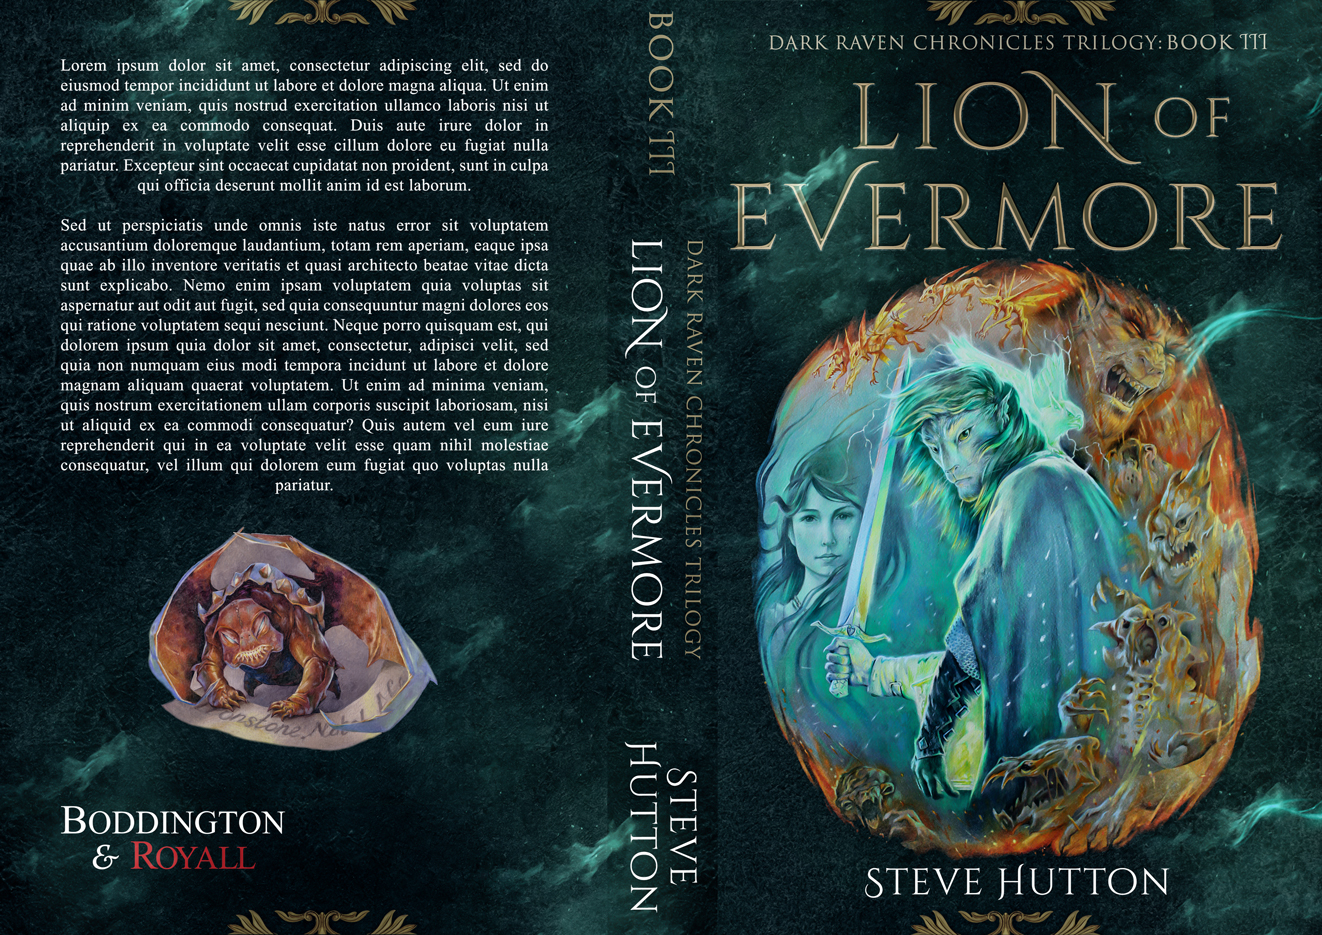 Lorem ipsum dolor sit amet, consectetur adipiscing elit, sed do
eiusmod tempor incididunt ut labore et dolore magna aliqua. Ut enim
ad minim veniam, quis nostrud exercitation ullamco laboris nisi ut
aliquip ex ea commodo consequat. Duis aute irure dolor in
reprehenderit in voluptate velit esse cillum dolore eu fugiat nulla
pariatur. Excepteur sint occaecat cupidatat non proident, sunt in culpa
qui officia deserunt mollit anim id est laborum.
Sed ut perspiciatis unde omnis iste natus error sit voluptatem
accusantium doloremque laudantium, totam rem aperiam, eaque ipsa
quae ab illo inventore veritatis et quasi architecto beatae vitae dicta
sunt explicabo. Nemo enim ipsam voluptatem quia voluptas sit
aspernatur aut odit aut fugit, sed quia consequuntur magni dolores eos
qui ratione voluptatem sequi nesciunt. Neque porro quisquam est, qui
dolorem ipsum quia dolor sit amet, consectetur, adipisci velit, sed
quia non numquam eius modi tempora incidunt ut labore et dolore
magnam aliquam quaerat voluptatem. Ut enim ad minima veniam,
quis nostrum exercitationem ullam corporis suscipit laboriosam, nisi
ut aliquid ex ea commodi consequatur? Quis autem vel eum iure
reprehenderit qui in ea voluptate velit esse quam nihil molestiae
consequatur, vel illum qui dolorem eum fugiat quo voluptas nulla
pariatur.
BODDINGTON
& ROYALL
BOOK III
DARK RAVEN CHRONICLES TRILOGY
LION OF EVERMORE
STEVE
HUTTON
DARK RAVEN CHRONICLES TRILOGY: BOOK III
LION OF
EVERMORE
STEVE HUTTON